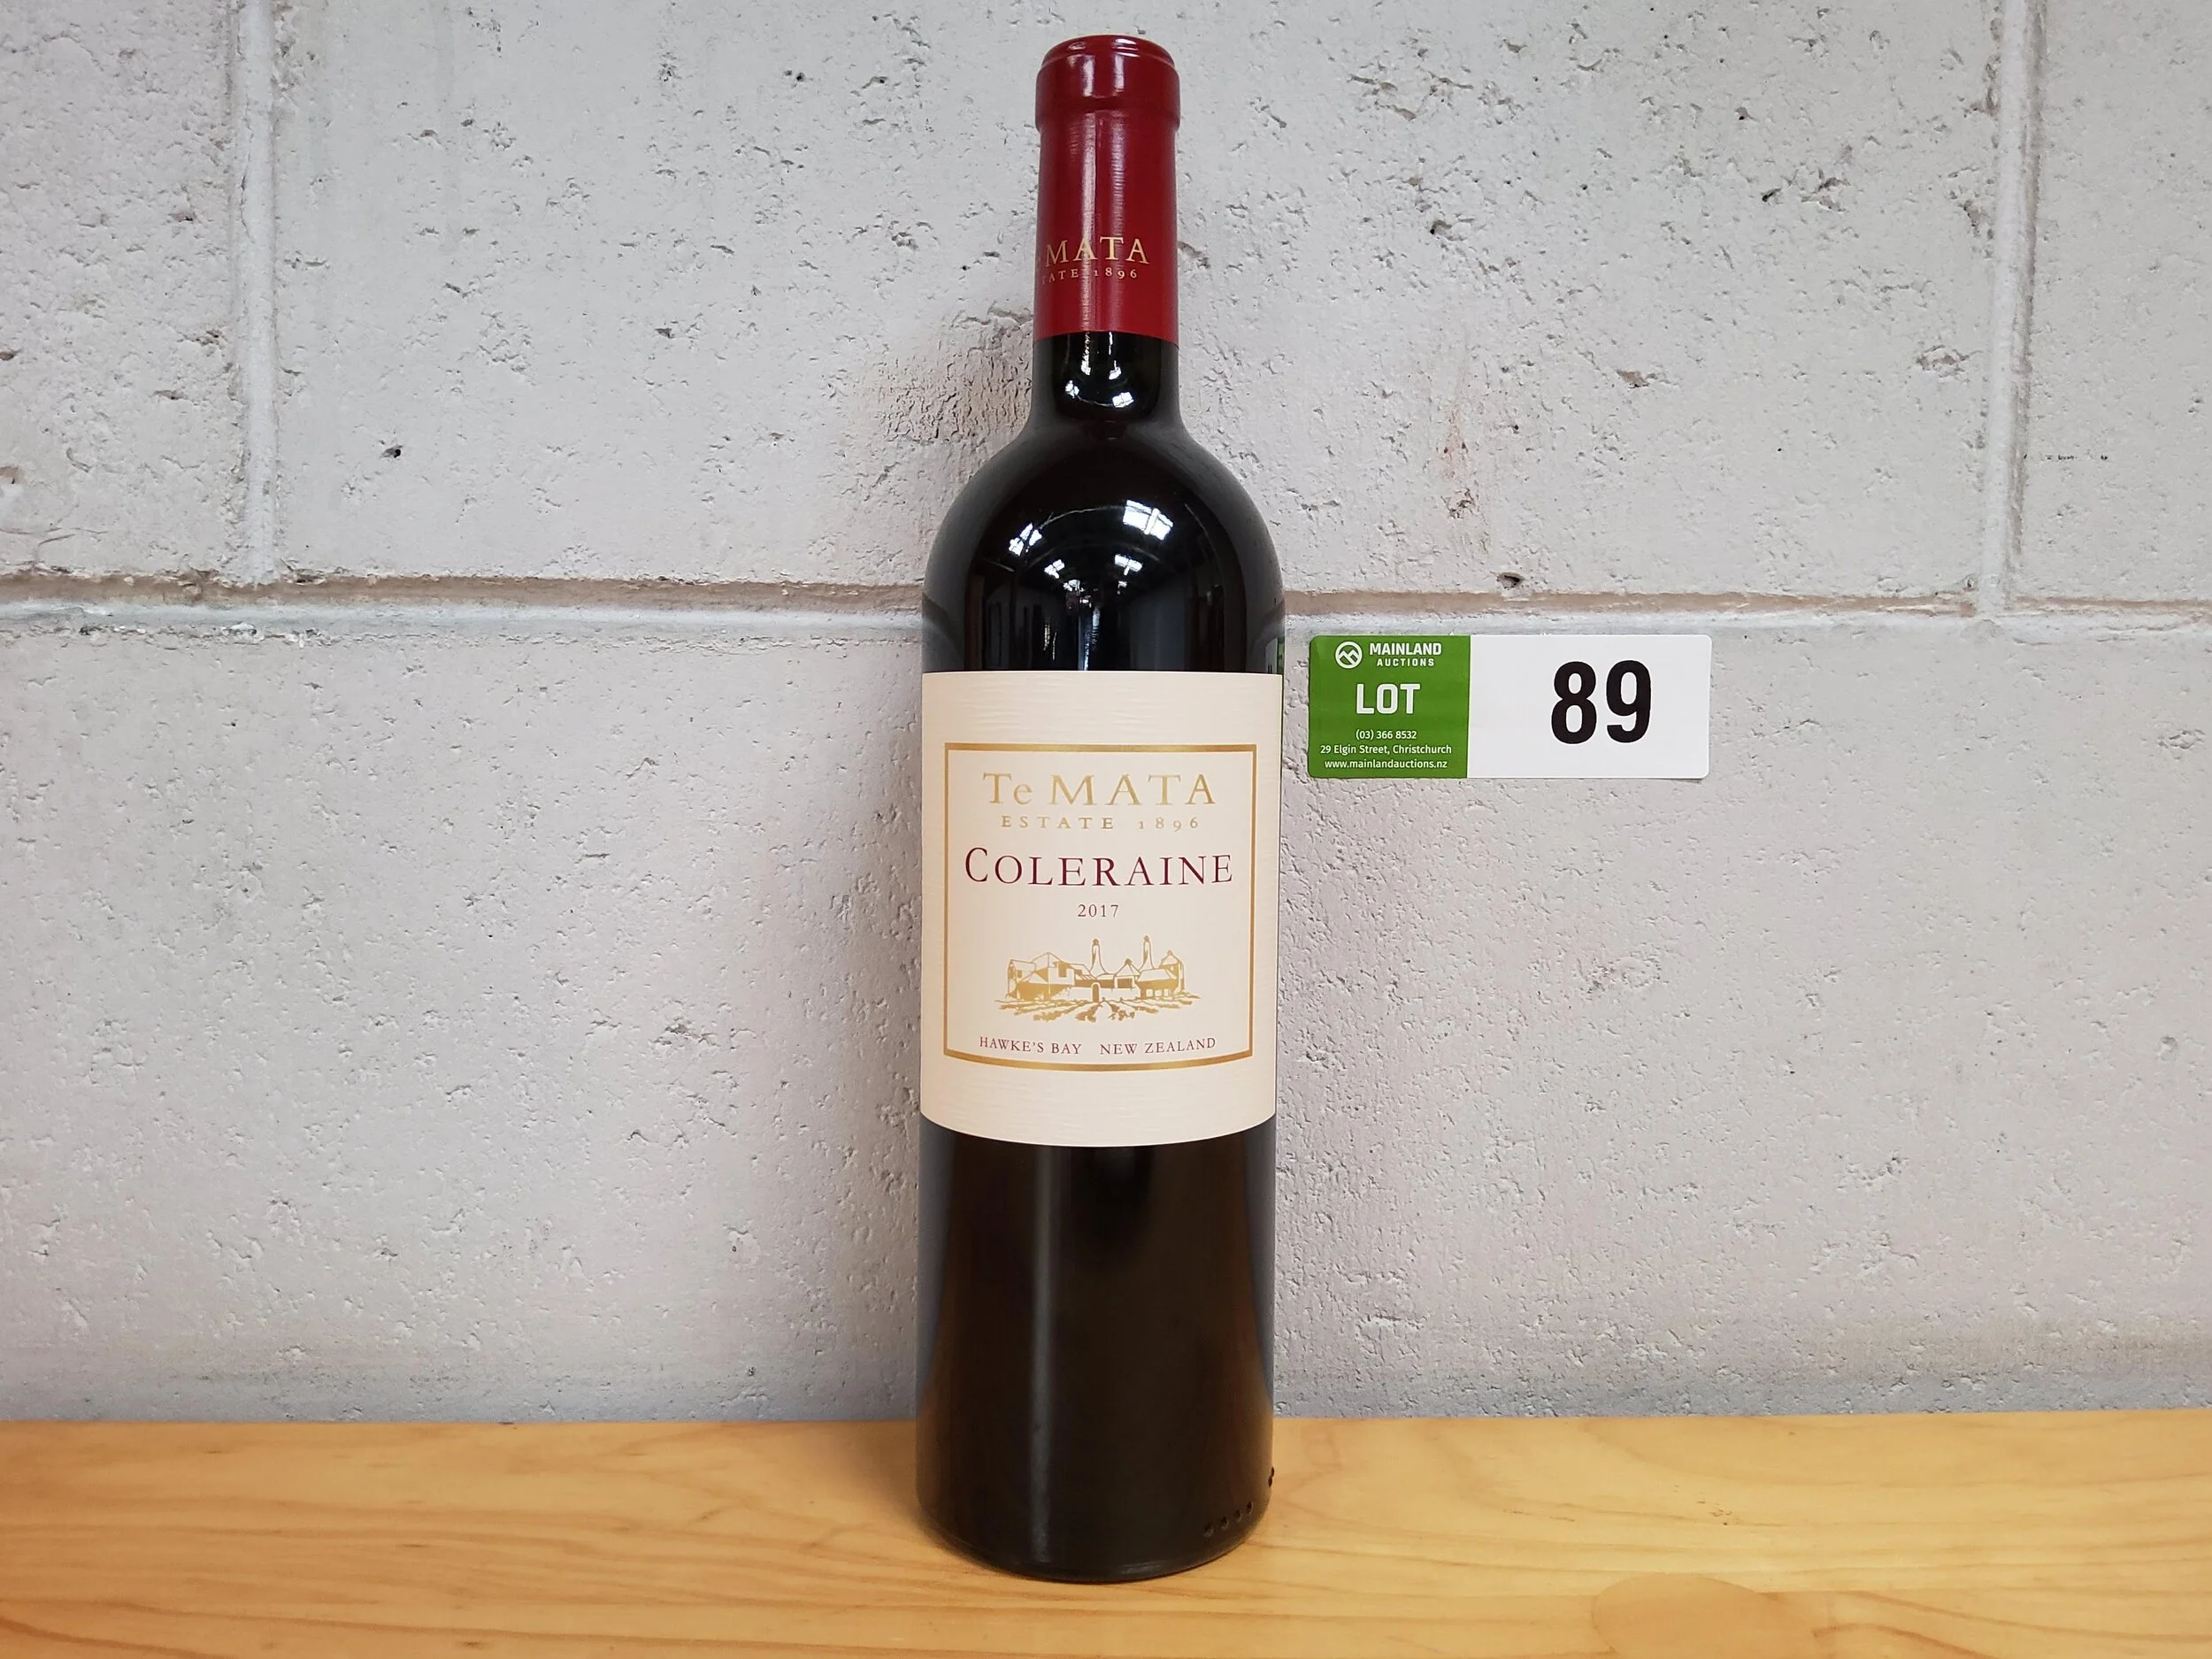 MATA
TATE 1896
Te MATA
ESTATE 1896
COLERAINE
2017
HAWKE'S BAY NEW ZEALAND
MAINLAND
AUCTIONS
LOT
(03) 366 8532
29 Elgin Street, Christchurch
www.mainlandauctions.nz
89